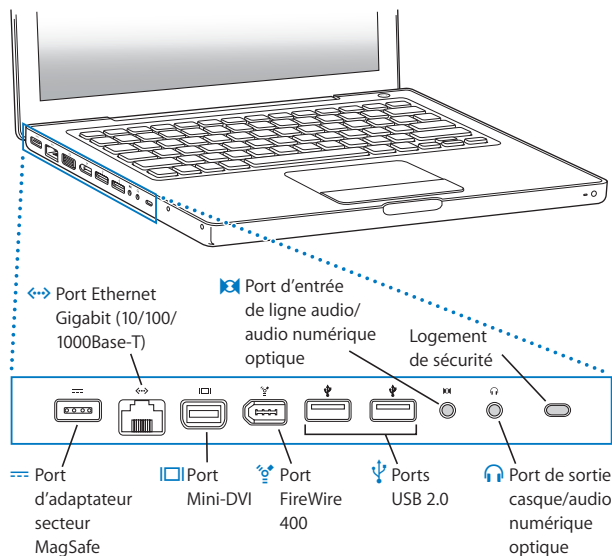 Port Ethernet
Gigabit (10/100/
1000Base-T)
Port d'entrée
de ligne audio/
audio numérique
optique
Logement
de sécurité
Port
d'adaptateur
secteur
MagSafe
Port
Mini-DVI
Port
FireWire
400
Ports
USB 2.0
Port de sortie
casque/audio
numérique
optique